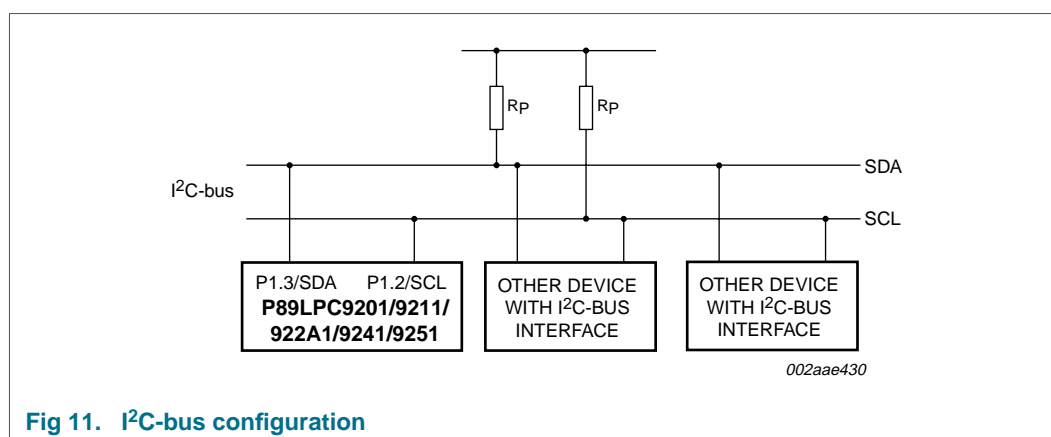 RP
RP
SDA
I2C-bus
SCL
P1.3/SDA P1.2/SCL
P89LPC9201/9211/
922A1/9241/9251
OTHER DEVICE
WITH I2C-BUS
INTERFACE
OTHER DEVICE
WITH I2C-BUS
INTERFACE
002aae430
Fig 11. I2C-bus configuration